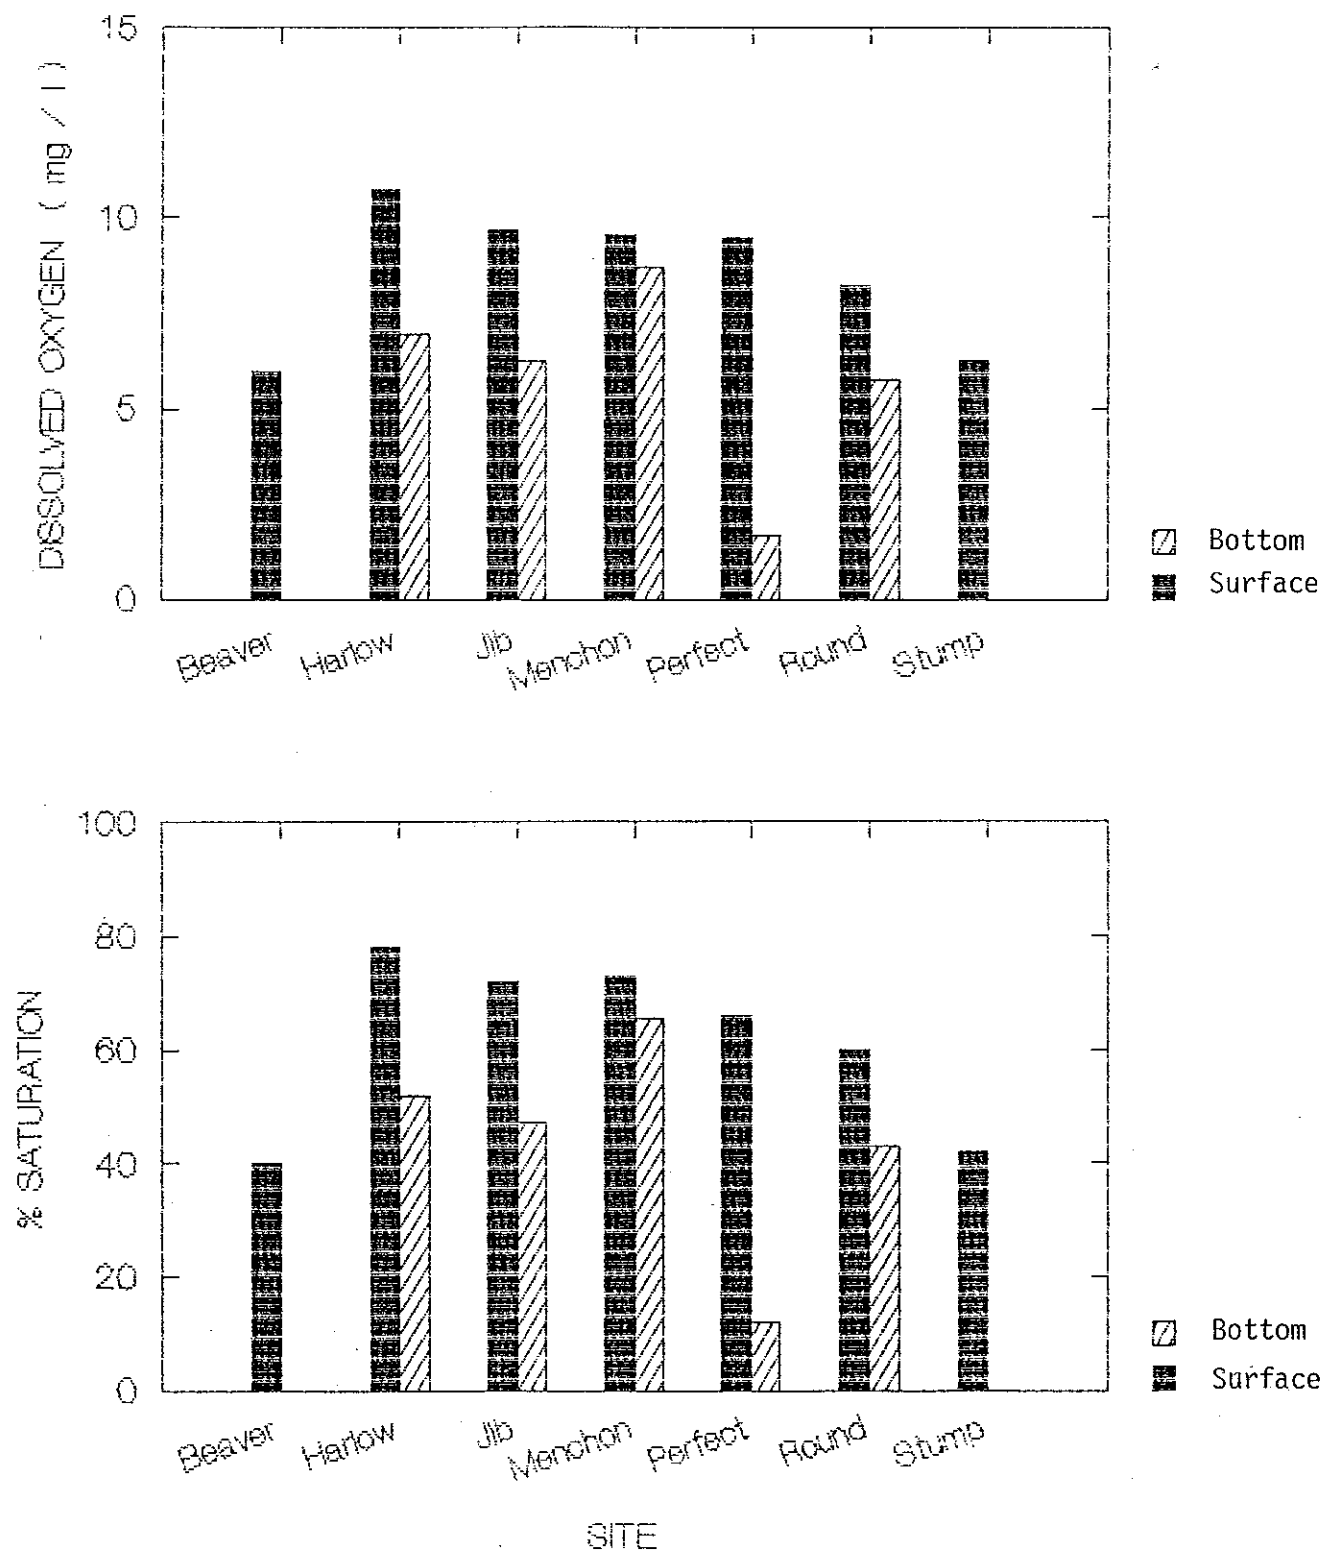 15
10
5
0
DISSOLVED OXYGEN ( mg / l )
Beaver
Harlow
Jib
Menchon
Perfect
Round
Stump
Bottom
Surface
100
80
60
40
20
0
% SATURATION
Beaver
Harlow
Jib
Menchon
Perfect
Round
Stump
Bottom
Surface
SITE